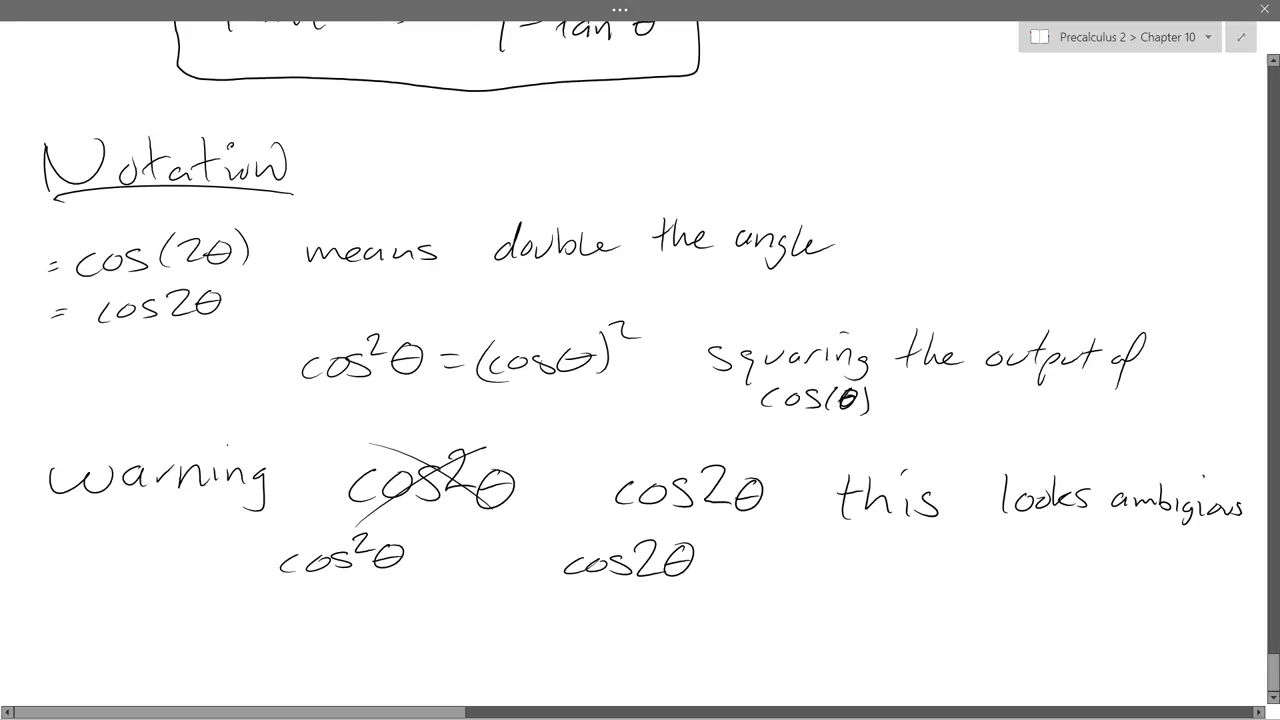 Precalculus 2 > Chapter 10
tan θ
Notation
= cos(2θ) means double the angle
= cos2θ
cos²θ = (cosθ)² squaring the output of
cos(θ)
warning cos²θ cos2θ this looks ambigious
cos²θ cos2θ